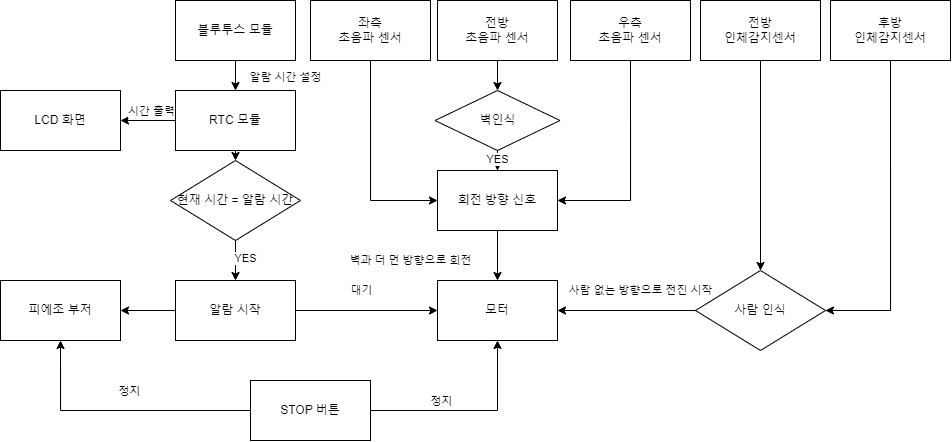 블루투스 모듈
좌측
초음파 센서
전방
초음파 센서
우측
초음파 센서
전방
인체감지센서
후방
인체감지센서
알람 시간 설정
LCD 화면
시간 출력
RTC 모듈
벽인식
YES
현재 시간 = 알람 시간
회전 방향 신호
YES
벽과 더 먼 방향으로 회전
피에조 부저
알람 시작
대기
모터
사람 없는 방향으로 전진 시작
사람 인식
정지
STOP 버튼
정지